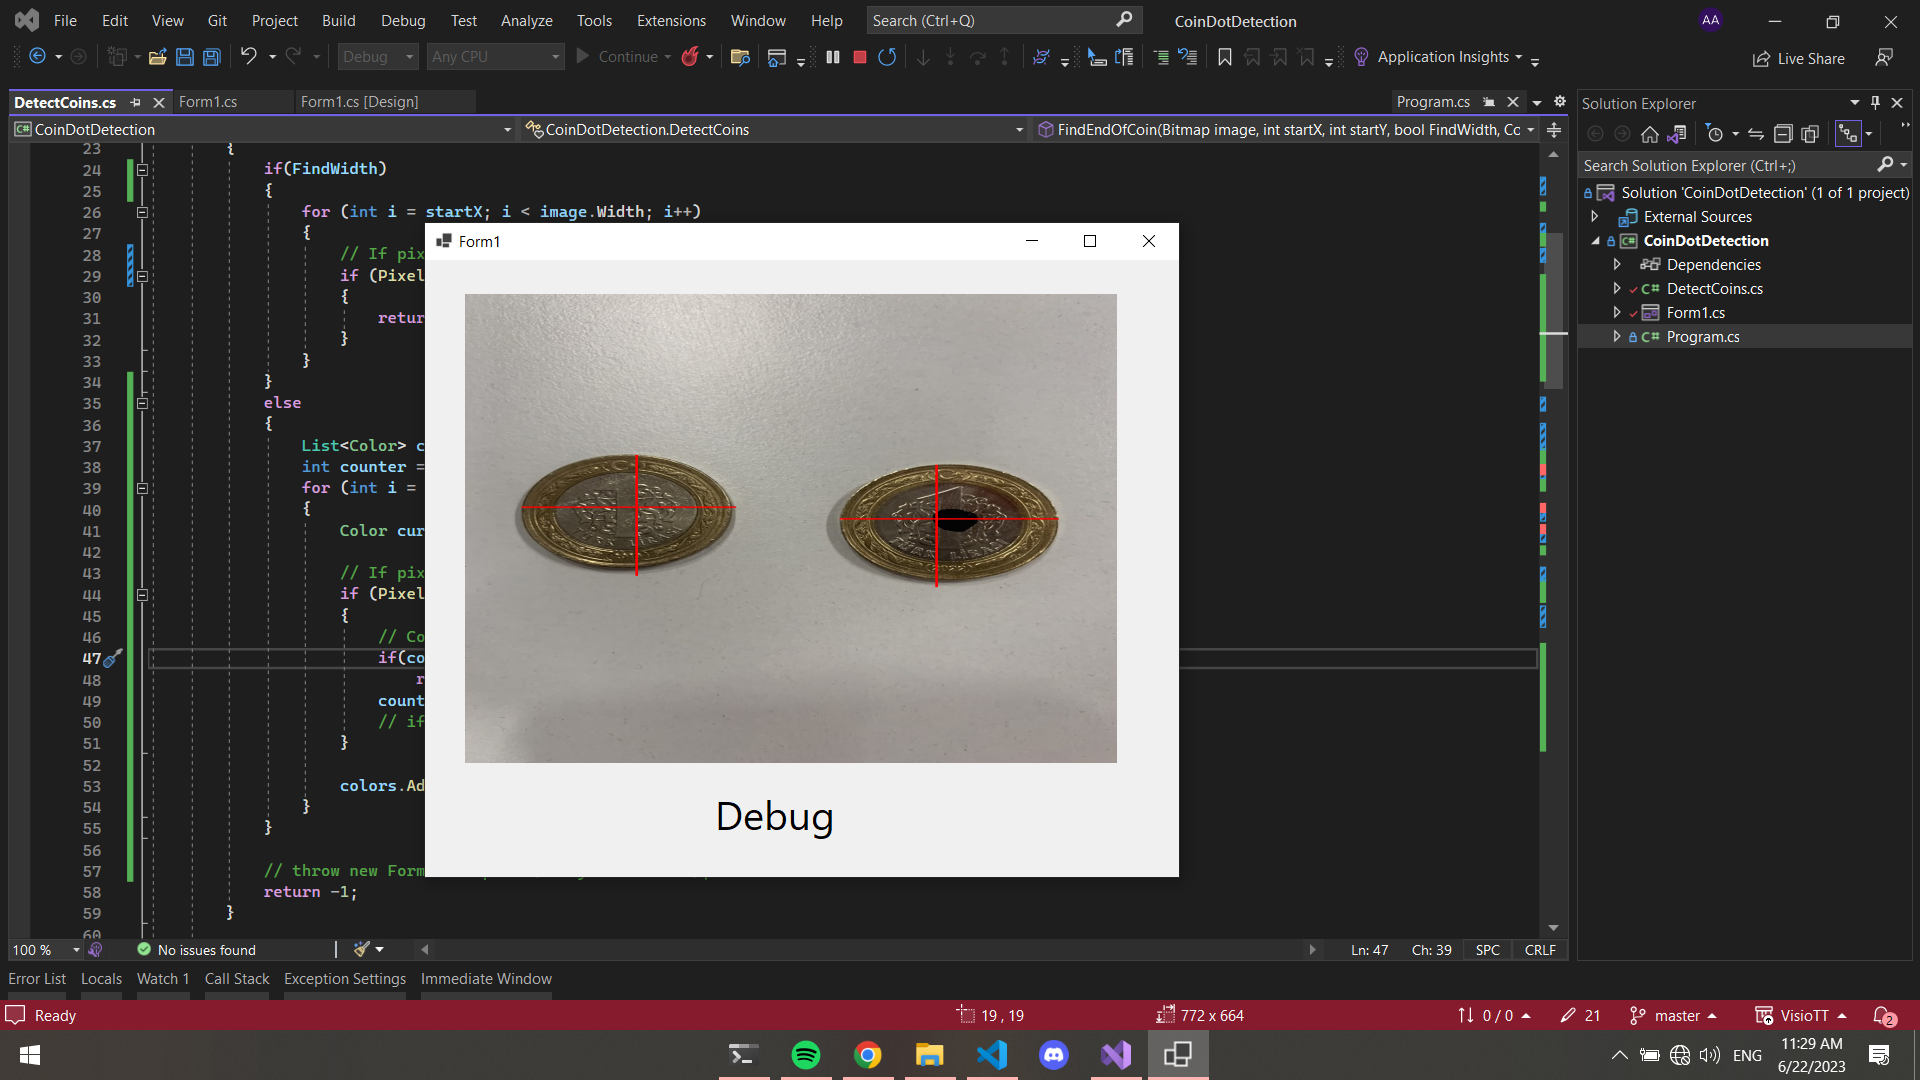 File Edit View Git Project Build Debug Test Analyze Tools Extensions Window Help Search (Ctrl+Q) CoinDotDetection AA
Debug Any CPU Continue Application Insights Live Share
DetectCoins.cs Form1.cs Form1.cs [Design] Program.cs
CoinDotDetection CoinDotDetection.DetectCoins FindEndOfCoin(Bitmap image, int startX, int startY, bool FindWidth, Co
23 {
24 if(FindWidth)
25 {
26 for (int i = startX; i < image.Width; i++)
27 {
28 // If pix
29 if (Pixel
30 {
31 retur
32 }
33 }
34 }
35 else
36 {
37 List<Color> c
38 int counter =
39 for (int i =
40 {
41 Color cur
42
43 // If pix
44 if (Pixel
45 {
46 // Co
47 if(co
48 r
49 count
50 // if
51 }
52
53 colors.Ad
54 }
55 }
56
57 // throw new Form
58 return -1;
59 }
60
Form1
TÜRK LİRASI
Debug
100 % No issues found Ln: 47 Ch: 39 SPC CRLF
Error List Locals Watch 1 Call Stack Exception Settings Immediate Window
Solution Explorer
Search Solution Explorer (Ctrl+;)
Solution 'CoinDotDetection' (1 of 1 project)
External Sources
C# CoinDotDetection
Dependencies
C# DetectCoins.cs
Form1.cs
C# Program.cs
Ready 19 , 19 772 x 664 0 / 0 21 master VisioTT 2
ENG 11:29 AM
6/22/2023